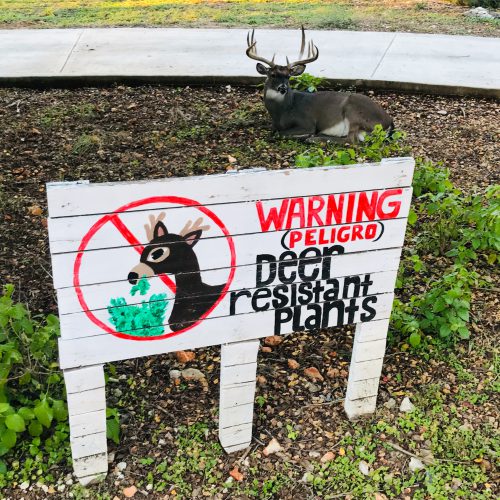 WARNING
(PELIGRO)
Deer
resistant
Plants